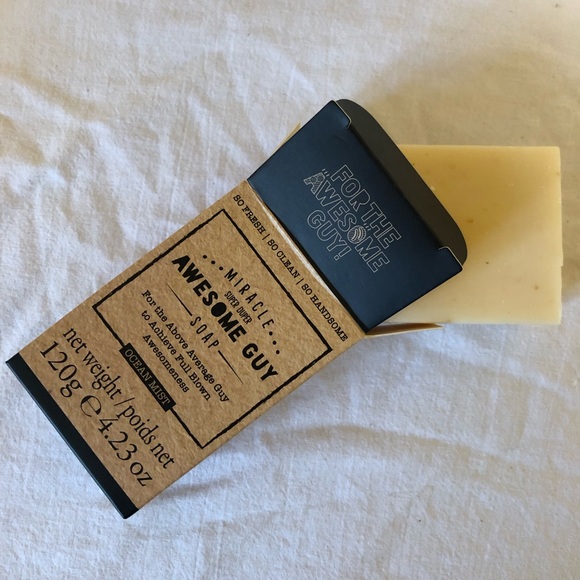 "FOR THE
AWESOME
GUY!
SO FRESH | SO CLEAN | SO HANDSOME
...MIRACLE...
SUPER DUPER
AWESOME GUY
SOAP
For the Above Average Guy
to Achieve Full Blown
Awesomeness
OCEAN MIST
net weight/poids net
120g e 4.23 oz